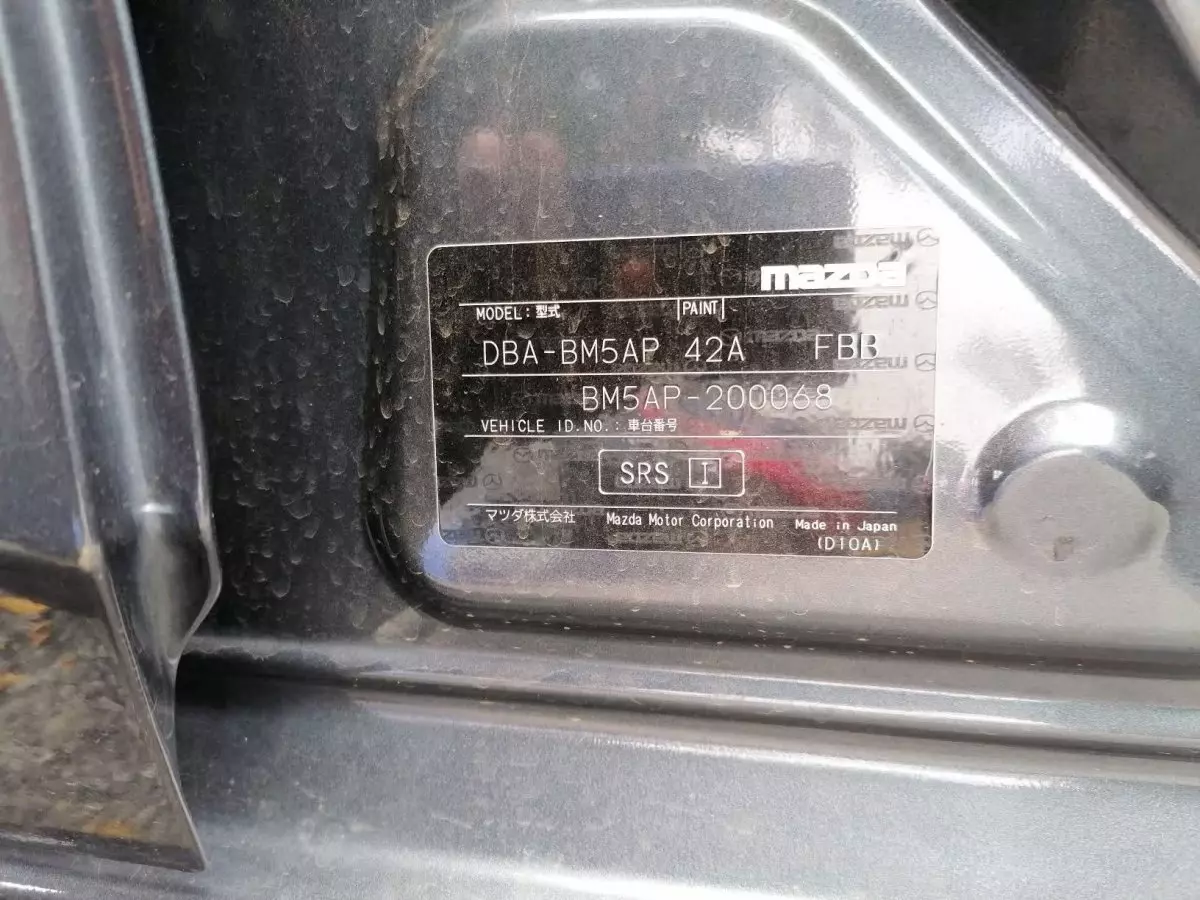 mazda
MODEL:型式 PAINT
DBA-BM5AP 42A FBB
BM5AP-200068
VEHICLE ID.NO.:車台番号
SRS I
マツダ株式会社 Mazda Motor Corporation Made in Japan
(D10A)